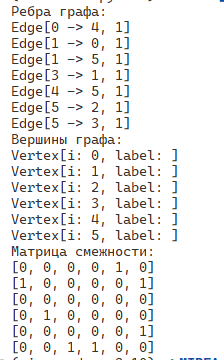 Ребра графа:
Edge[0 -> 4, 1]
Edge[1 -> 0, 1]
Edge[1 -> 5, 1]
Edge[3 -> 1, 1]
Edge[4 -> 5, 1]
Edge[5 -> 2, 1]
Edge[5 -> 3, 1]
Вершины графа:
Vertex[i: 0, label: ]
Vertex[i: 1, label: ]
Vertex[i: 2, label: ]
Vertex[i: 3, label: ]
Vertex[i: 4, label: ]
Vertex[i: 5, label: ]
Матрица смежности:
[0, 0, 0, 0, 1, 0]
[1, 0, 0, 0, 0, 1]
[0, 0, 0, 0, 0, 0]
[0, 1, 0, 0, 0, 0]
[0, 0, 0, 0, 0, 1]
[0, 0, 1, 1, 0, 0]